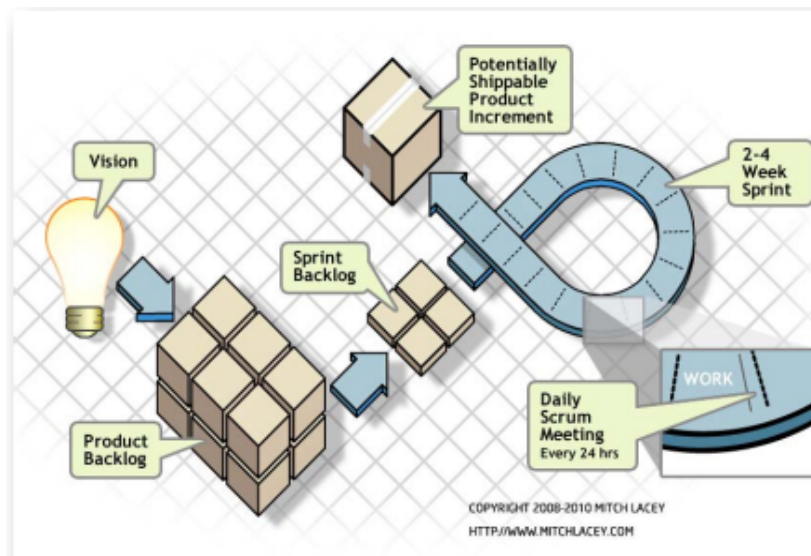 Potentially
Shippable
Product
Increment
Vision
2-4
Week
Sprint
Sprint
Backlog
WORK
Daily
Scrum
Meeting
Every 24 hrs
Product
Backlog
COPYRIGHT 2008-2010 MITCH LACEY
HTTP://WWW.MITCHLACEY.COM